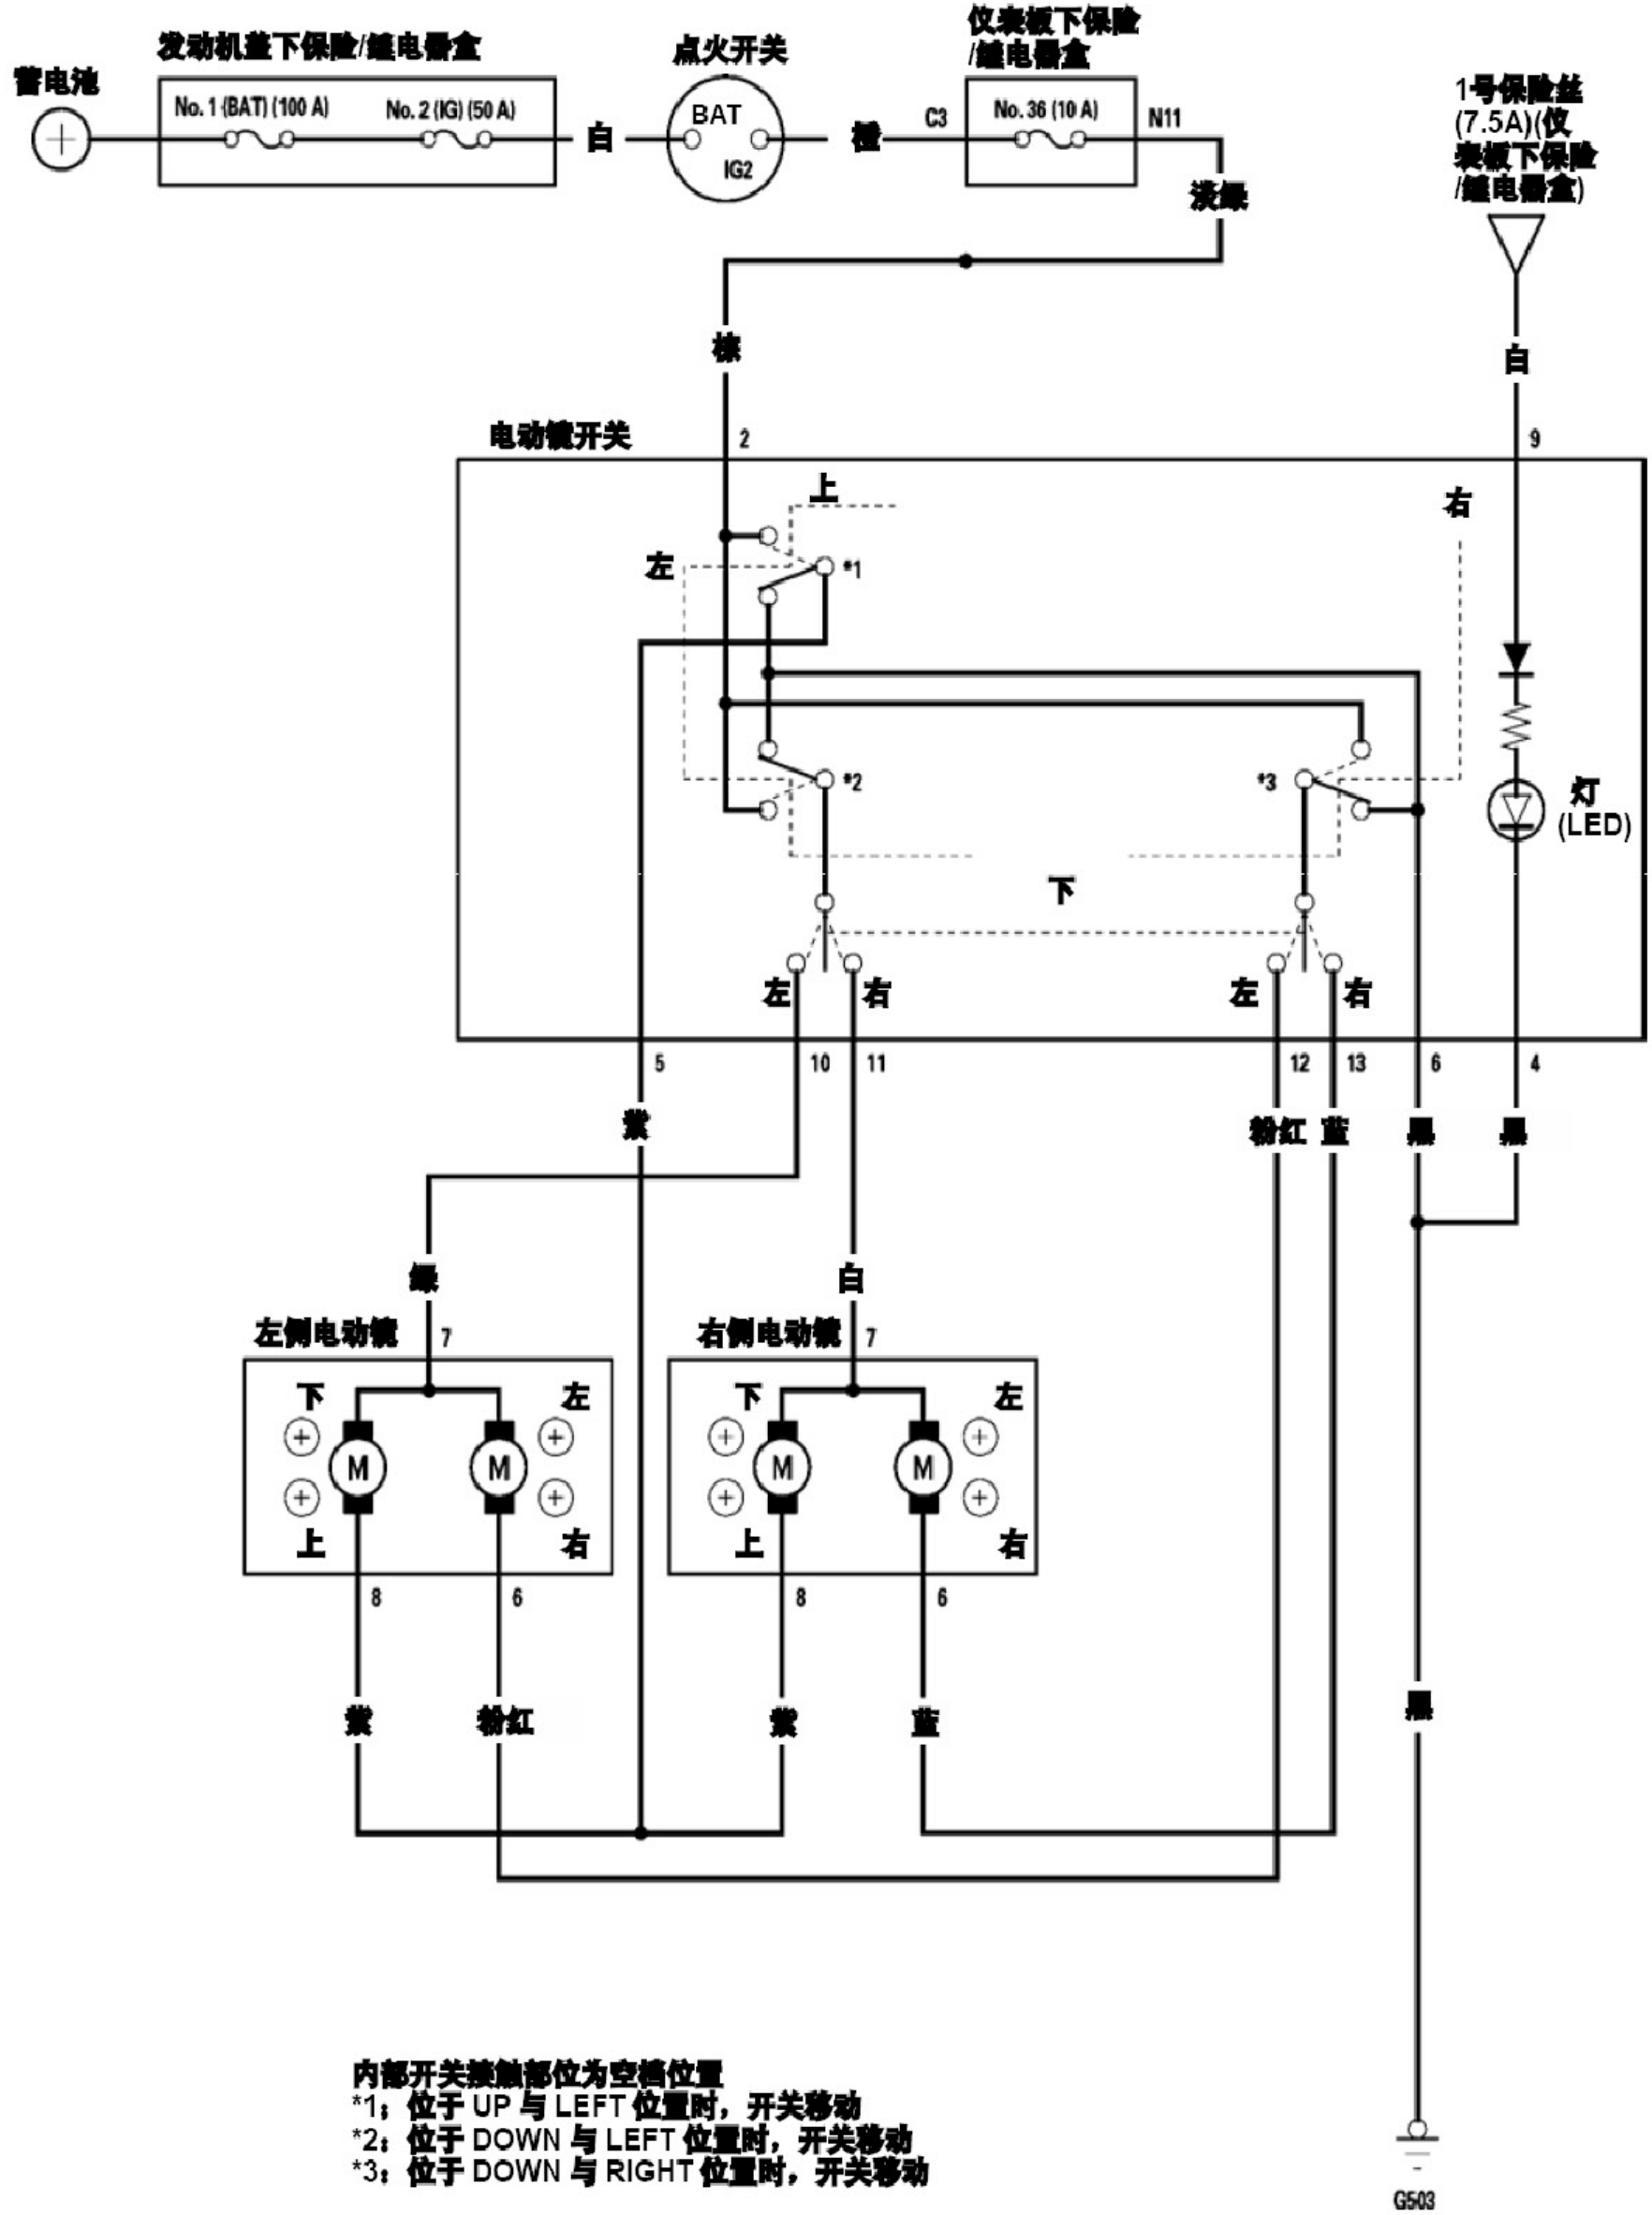 蓄电池
发动机盖下保险/继电器盒
No. 1 (BAT) (100 A)
No. 2 (IG) (50 A)
白
点火开关
BAT
IG2
橙
仪表板下保险
/继电器盒
C3
No. 36 (10 A)
N11
淡绿
1号保险丝
(7.5A)(仪
表板下保险
/继电器盒)
棕
白
电动镜开关
2
9
上
右
左
*1
*2
*3
灯
(LED)
下
左
右
左
右
5
10
11
12
13
6
4
紫
粉红
蓝
黑
黑
绿
白
左侧电动镜
7
右侧电动镜
7
下
左
下
左
M
M
M
M
上
右
上
右
8
6
8
6
紫
粉红
紫
蓝
黑
内部开关接触部位为空档位置
*1：位于 UP 与 LEFT 位置时，开关移动
*2：位于 DOWN 与 LEFT 位置时，开关移动
*3：位于 DOWN 与 RIGHT 位置时，开关移动
G503